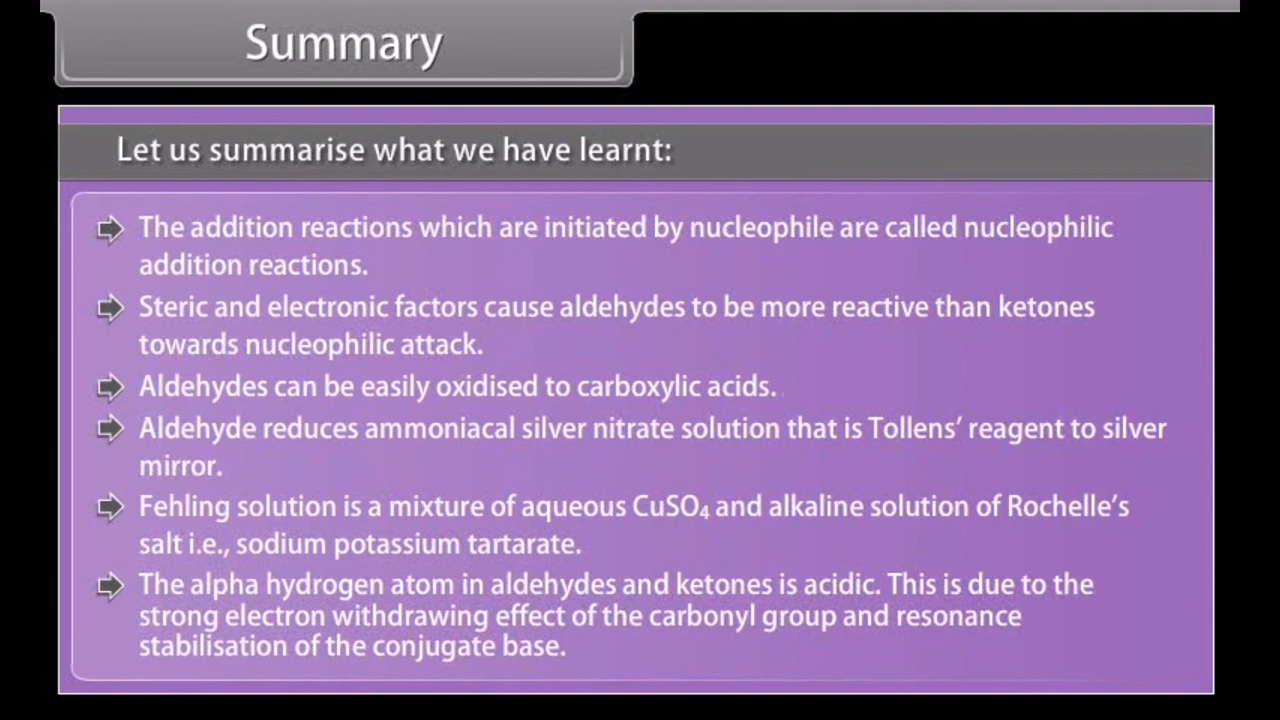 Summary
Let us summarise what we have learnt:
The addition reactions which are initiated by nucleophile are called nucleophilic
addition reactions.
Steric and electronic factors cause aldehydes to be more reactive than ketones
towards nucleophilic attack.
Aldehydes can be easily oxidised to carboxylic acids.
Aldehyde reduces ammoniacal silver nitrate solution that is Tollens’ reagent to silver
mirror.
Fehling solution is a mixture of aqueous CuSO₄ and alkaline solution of Rochelle’s
salt i.e., sodium potassium tartarate.
The alpha hydrogen atom in aldehydes and ketones is acidic. This is due to the
strong electron withdrawing effect of the carbonyl group and resonance
stabilisation of the conjugate base.